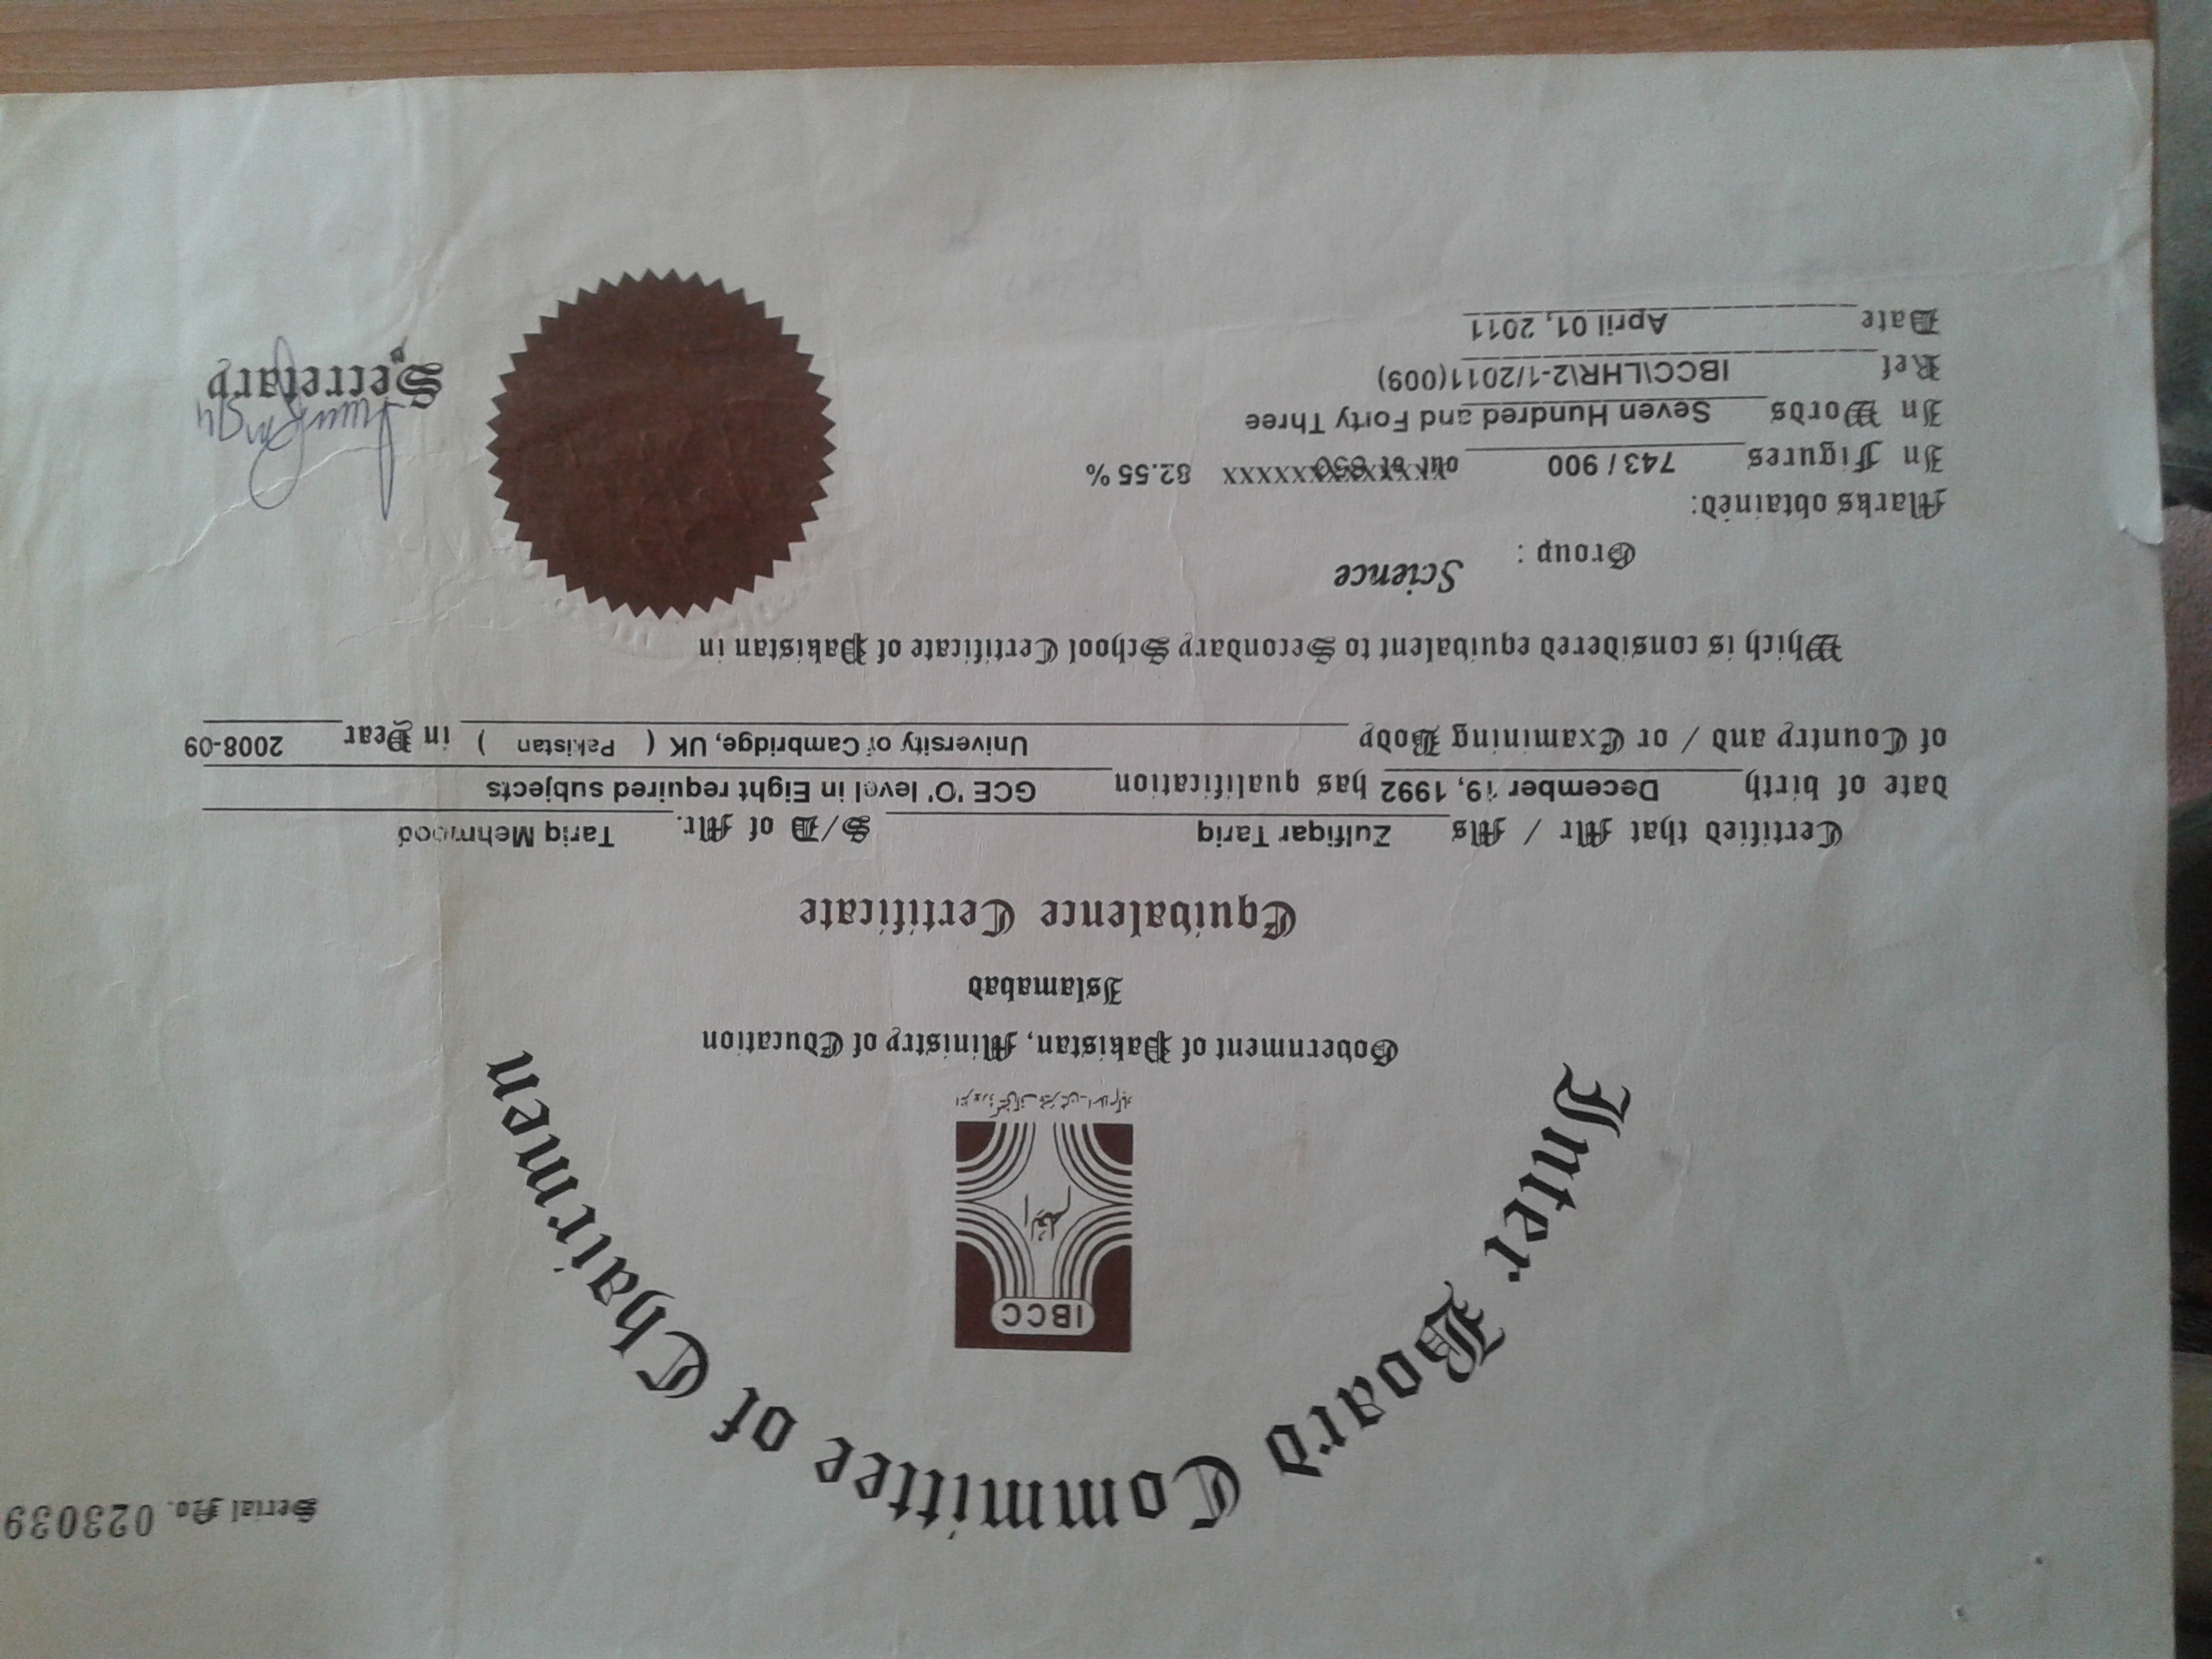 Serial No. 023039
Inter Board Committee of Chairmen
IBCC
Government of Pakistan, Ministry of Education
Islamabad
Equivalence Certificate
Certified that Mr / Ms Zulfiqar Tariq S/D of Mr. Tariq Mehmood
date of birth December 19, 1992 has qualification GCE 'O' level in Eight required subjects
of Country and / or Examining Body University of Cambridge, UK ( Pakistan ) in Year 2008-09
Which is considered equivalent to Secondary School Certificate of Pakistan in
Group : Science
Marks obtained:
In Figures 743 / 900 out of 850 82.55 %
In Words Seven Hundred and Forty Three
Ref IBCC\LHR\2-1/2011(009)
Date April 01, 2011
Secretary